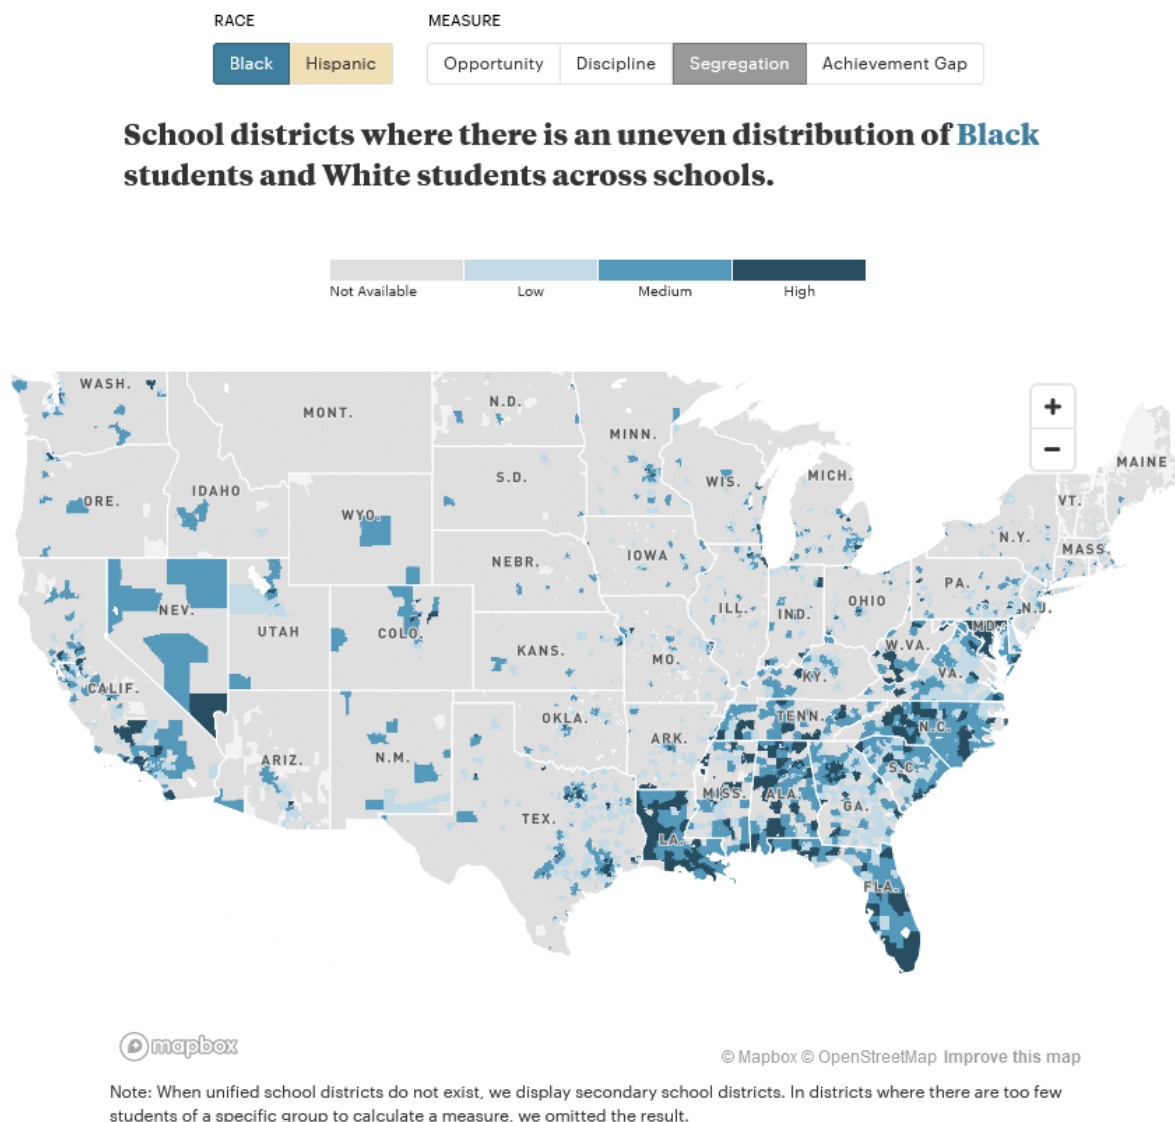 RACE
MEASURE
Black
Hispanic
Opportunity
Discipline
Segregation
Achievement Gap
School districts where there is an uneven distribution of Black
students and White students across schools.
Not Available
Low
Medium
High
WASH.
MONT.
N.D.
MINN.
MAINE
ORE.
IDAHO
WYO.
S.D.
WIS.
MICH.
VT.
N.Y.
MASS.
NEBR.
IOWA
PA.
N.J.
NEV.
UTAH
COLO.
KANS.
ILL.
IND.
OHIO
MD.
W.VA.
VA.
MO.
KY.
CALIF.
ARIZ.
N.M.
OKLA.
ARK.
TENN.
N.C.
S.C.
TEX.
MISS.
ALA.
GA.
LA.
FLA.
+
−
mapbox
© Mapbox © OpenStreetMap Improve this map
Note: When unified school districts do not exist, we display secondary school districts. In districts where there are too few
students of a specific group to calculate a measure, we omitted the result.